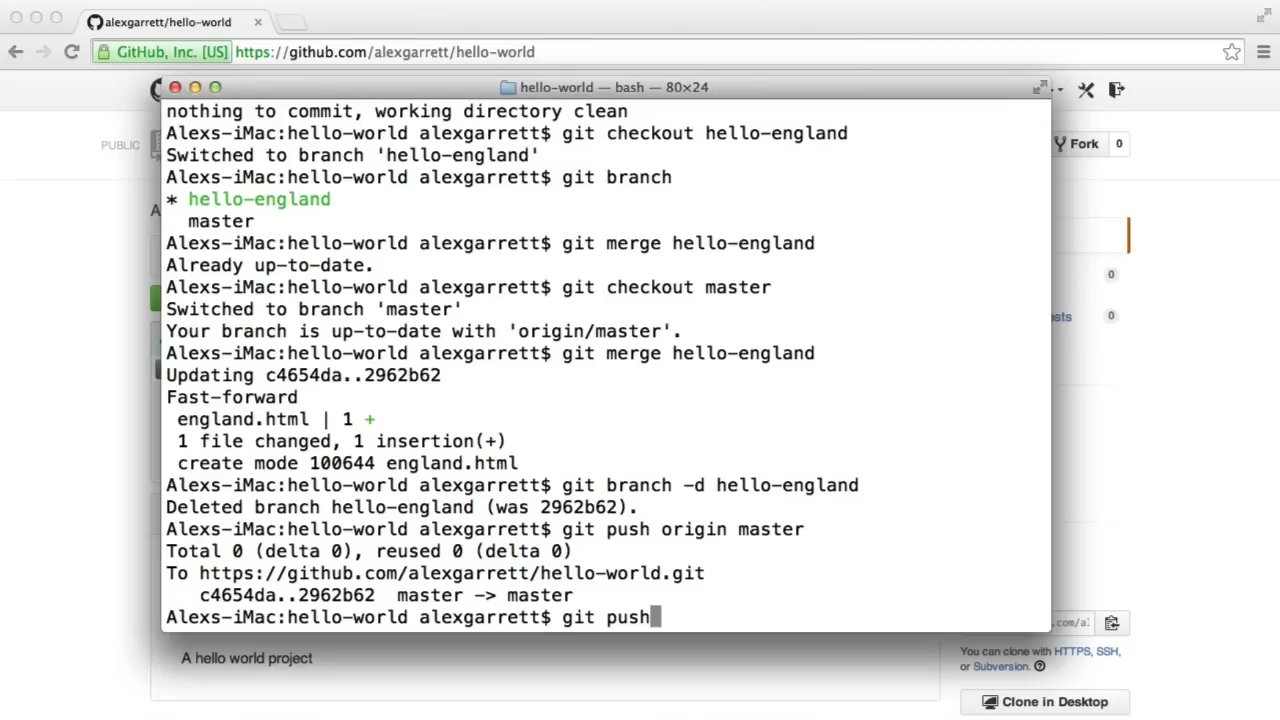 alexgarrett/hello-world
GitHub, Inc. [US] https://github.com/alexgarrett/hello-world
hello-world — bash — 80×24
PUBLIC
Fork 0
nothing to commit, working directory clean
Alexs-iMac:hello-world alexgarrett$ git checkout hello-england
Switched to branch 'hello-england'
Alexs-iMac:hello-world alexgarrett$ git branch
* hello-england
master
Alexs-iMac:hello-world alexgarrett$ git merge hello-england
Already up-to-date.
0
Alexs-iMac:hello-world alexgarrett$ git checkout master
Switched to branch 'master'
sts 0
Your branch is up-to-date with 'origin/master'.
Alexs-iMac:hello-world alexgarrett$ git merge hello-england
Updating c4654da..2962b62
Fast-forward
england.html | 1 +
1 file changed, 1 insertion(+)
create mode 100644 england.html
Alexs-iMac:hello-world alexgarrett$ git branch -d hello-england
Deleted branch hello-england (was 2962b62).
Alexs-iMac:hello-world alexgarrett$ git push origin master
Total 0 (delta 0), reused 0 (delta 0)
To https://github.com/alexgarrett/hello-world.git
c4654da..2962b62 master -> master
Alexs-iMac:hello-world alexgarrett$ git push
.com/al
You can clone with HTTPS, SSH,
or Subversion.
A hello world project
Clone in Desktop